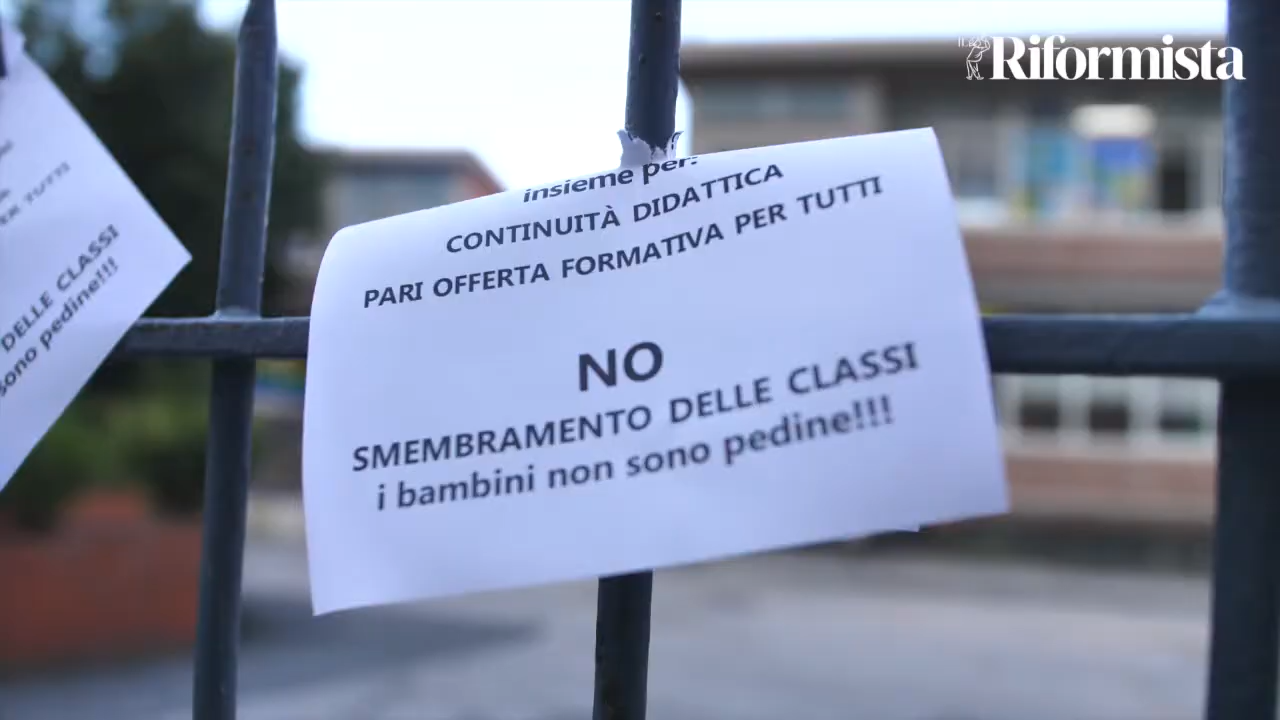 Riformista
insieme per:
CONTINUITÀ DIDATTICA
PARI OFFERTA FORMATIVA PER TUTTI
NO
SMEMBRAMENTO DELLE CLASSI
i bambini non sono pedine!!!
TUTTI
DELLE CLASSI
sono pedine!!!